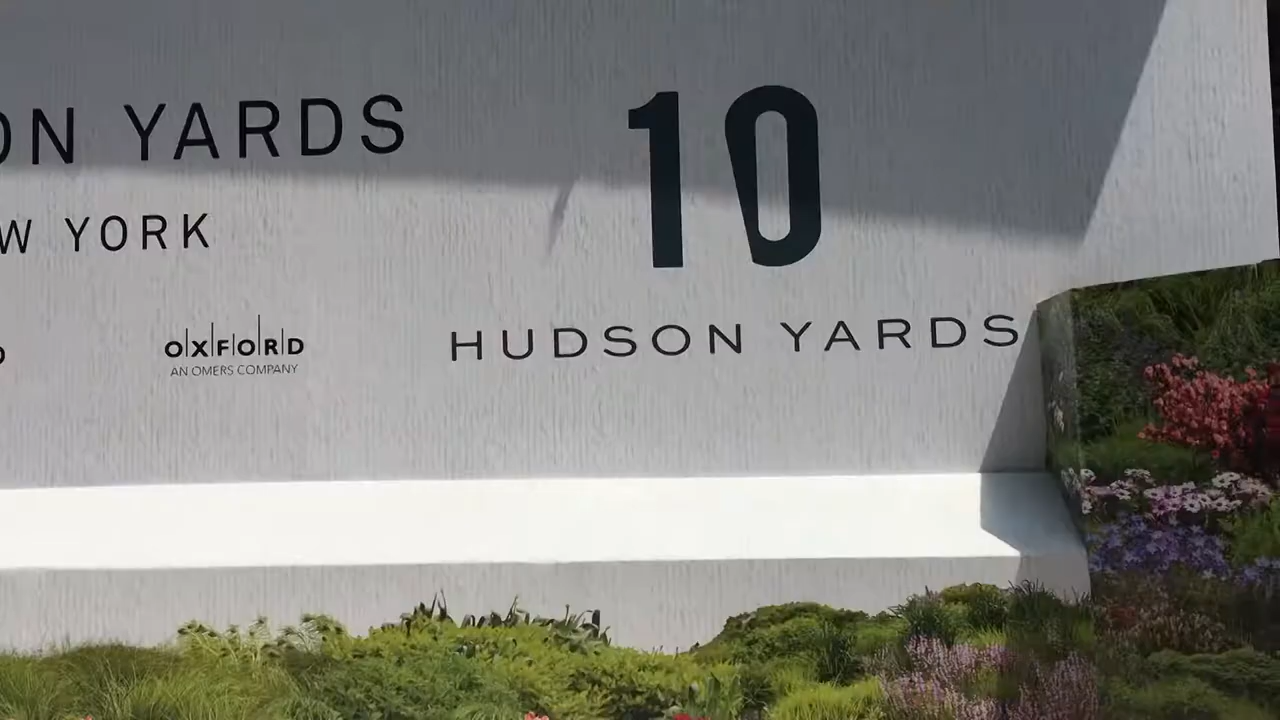 ON YARDS
W YORK
OXFORD
AN OMERS COMPANY
10
HUDSON YARDS